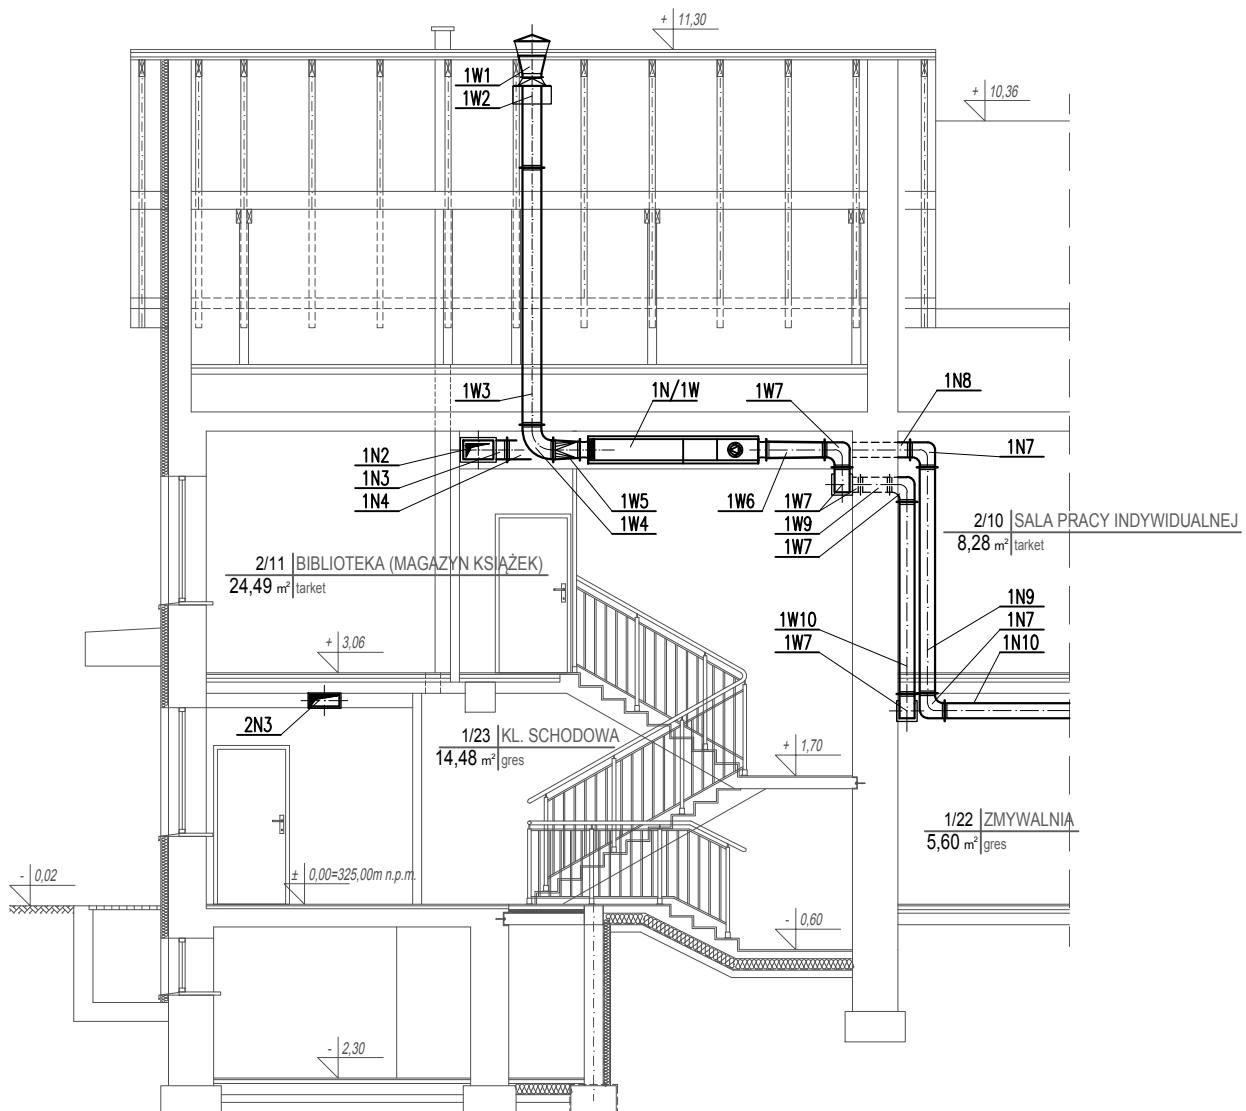 + 11,30
1W1
1W2
+ 10,36
1W3
1N/1W
1W7
1N8
1N2
1N3
1N4
1N7
1W5
1W4
1W6
1W7
1W9
1W7
2/10 SALA PRACY INDYWIDUALNEJ
8,28 m² tarket
2/11 BIBLIOTEKA (MAGAZYN KSIĄŻEK)
24,49 m² tarket
1N9
1N7
1N10
1W10
1W7
+ 3,06
2N3
1/23 KL. SCHODOWA
14,48 m² gres
+ 1,70
1/22 ZMYWALNIA
5,60 m² gres
- 0,02
± 0,00=325,00m n.p.m.
- 0,60
- 2,30